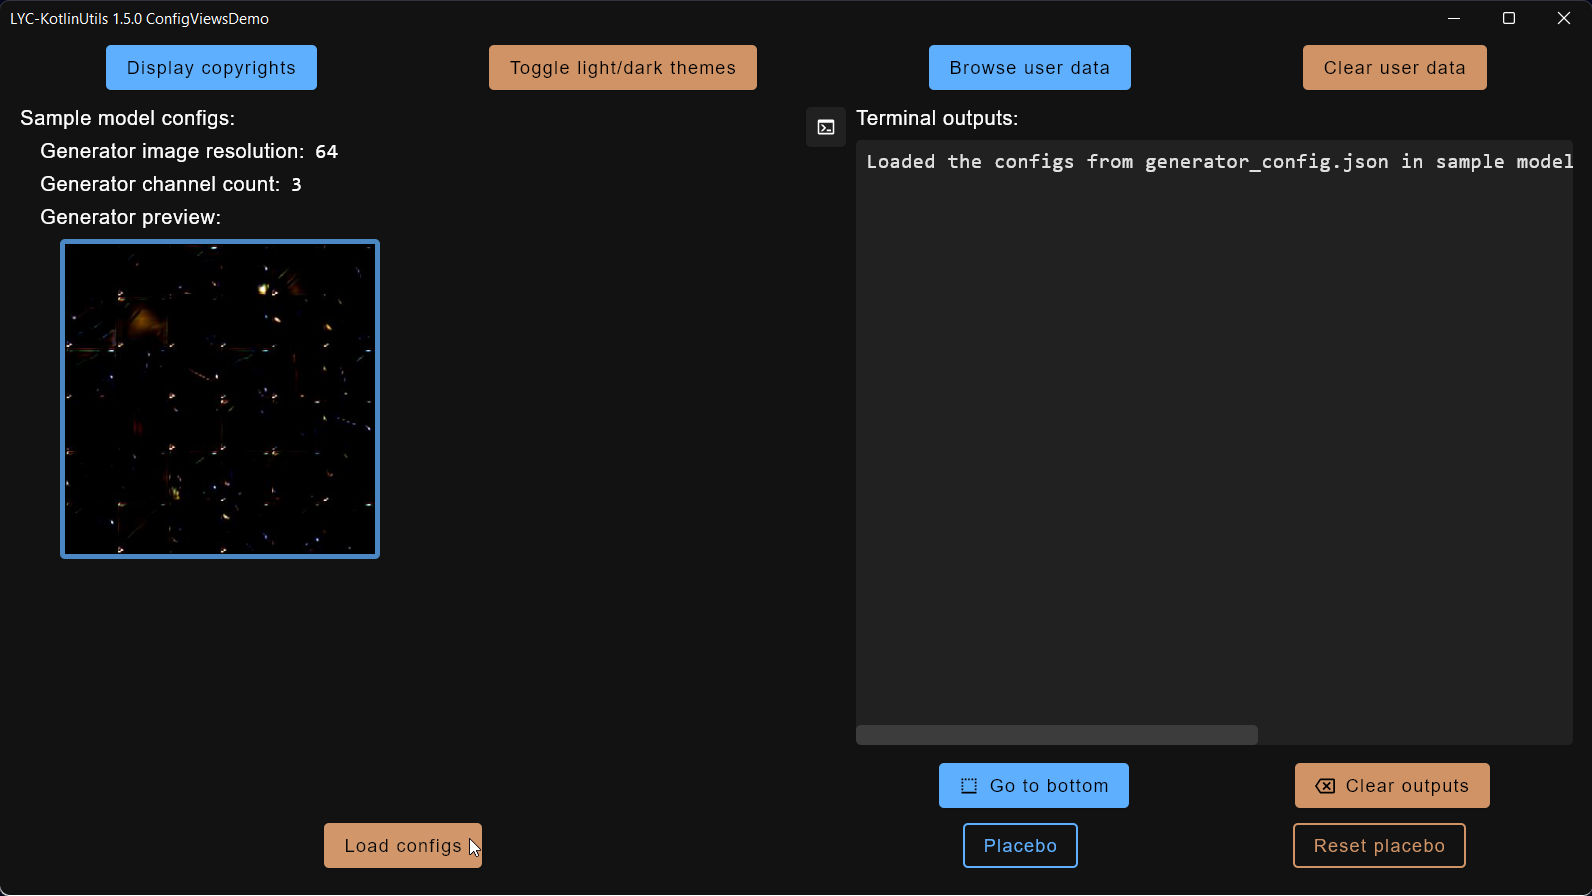 LYC-KotlinUtils 1.5.0 ConfigViewsDemo
Display copyrights
Toggle light/dark themes
Browse user data
Clear user data
Sample model configs:
Generator image resolution: 64
Generator channel count: 3
Generator preview:
Load configs
Terminal outputs:
Loaded the configs from generator_config.json in sample model
Go to bottom
Clear outputs
Placebo
Reset placebo